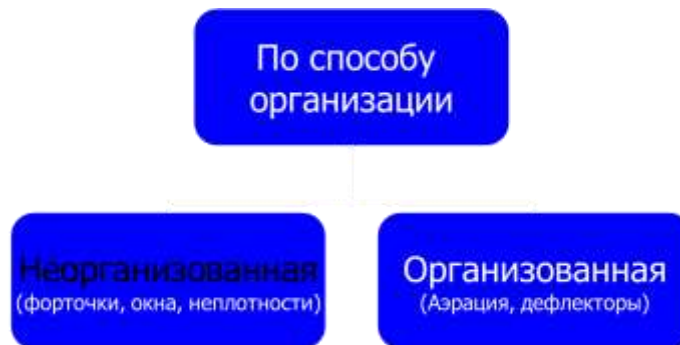 По способу
организации
Неорганизованная
(форточки, окна, неплотности)
Организованная
(Аэрация, дефлекторы)